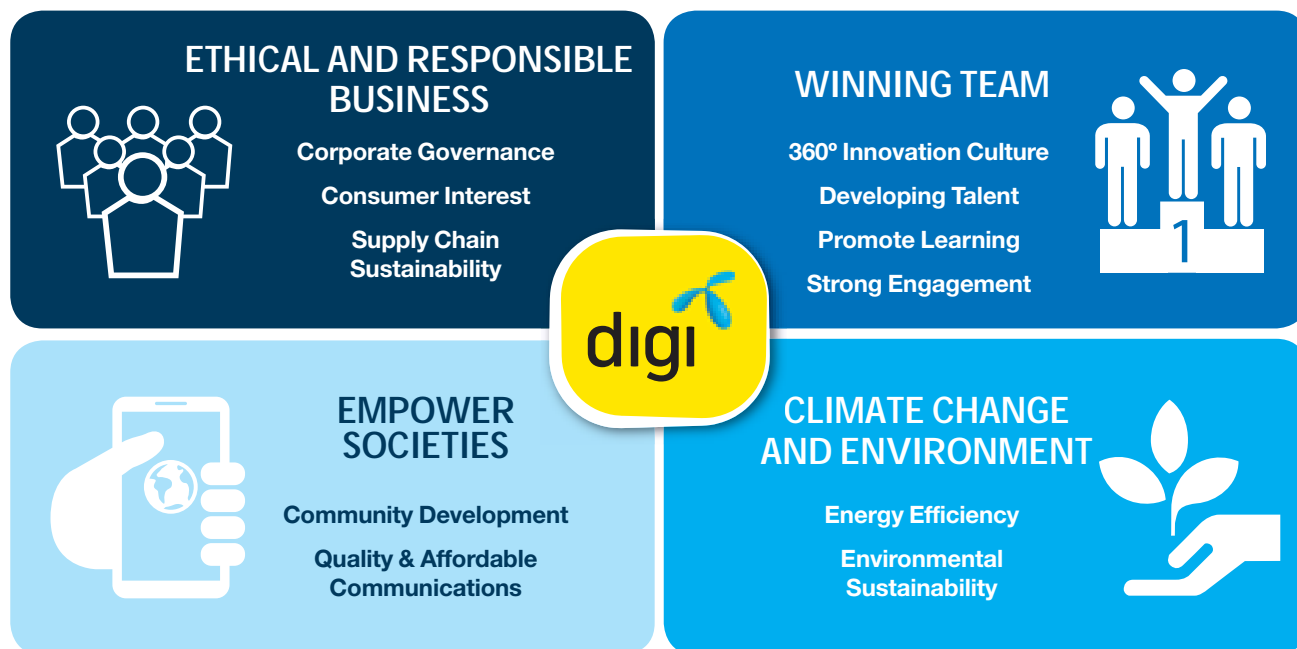 ETHICAL AND RESPONSIBLE
BUSINESS
Corporate Governance
Consumer Interest
Supply Chain
Sustainability
WINNING TEAM
360º Innovation Culture
Developing Talent
Promote Learning
Strong Engagement
1
digi
EMPOWER
SOCIETIES
Community Development
Quality & Affordable
Communications
CLIMATE CHANGE
AND ENVIRONMENT
Energy Efficiency
Environmental
Sustainability